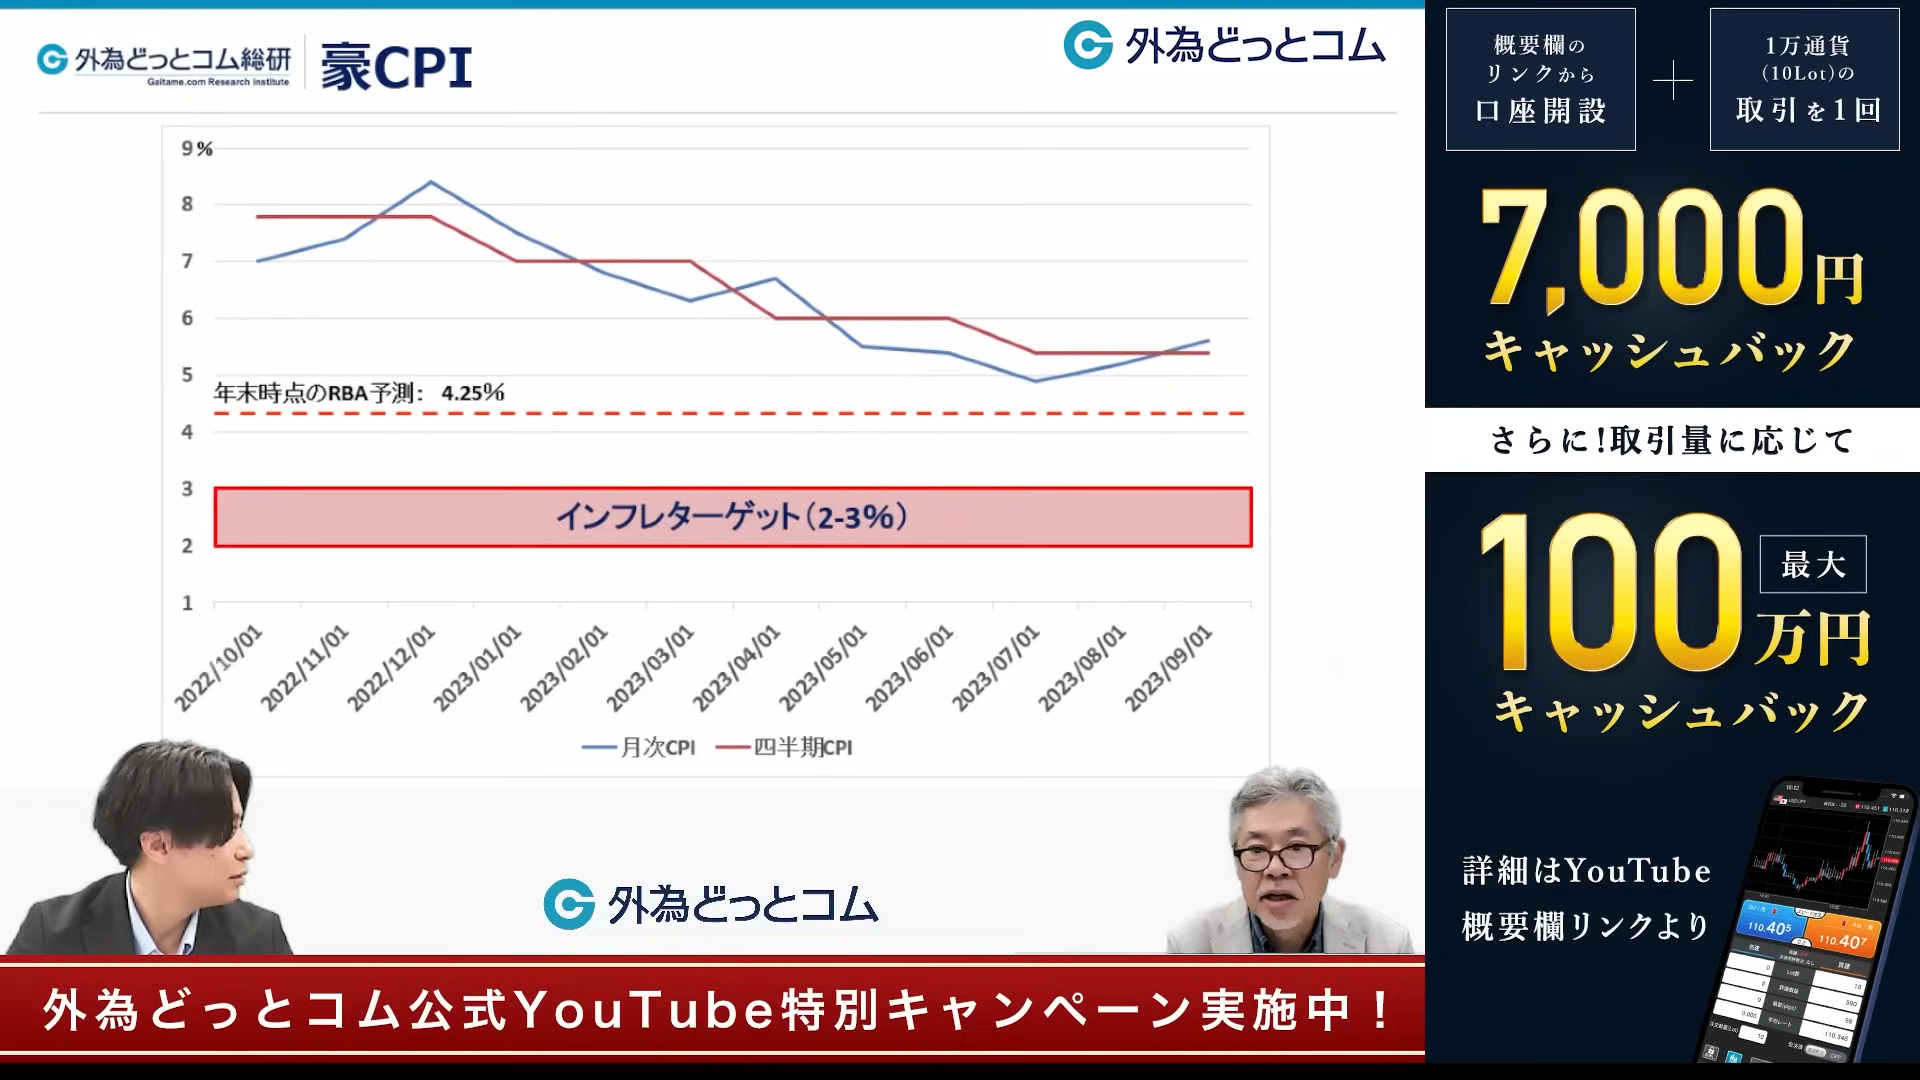 外為どっとコム総研
Gaitame.com Research Institute
豪CPI
外為どっとコム
9%
8
7
6
5
年末時点のRBA予測： 4.25%
4
3
インフレターゲット（2-3%）
2
1
2022/10/01
2022/11/01
2022/12/01
2023/01/01
2023/02/01
2023/03/01
2023/04/01
2023/05/01
2023/06/01
2023/07/01
2023/08/01
2023/09/01
月次CPI 四半期CPI
外為どっとコム
外為どっとコム公式YouTube特別キャンペーン実施中！
概要欄の
リンクから
口座開設
＋
1万通貨
(10Lot)の
取引を1回
7,000円
キャッシュバック
さらに!取引量に応じて
最大
100万円
キャッシュバック
詳細はYouTube
概要欄リンクより
110.405
110.407